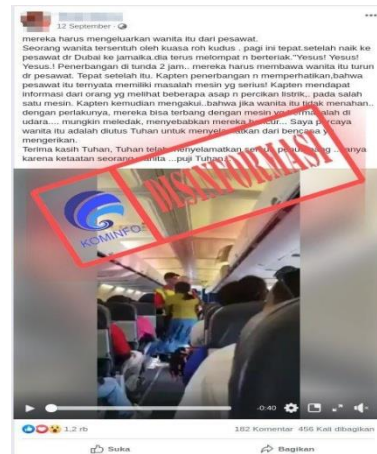 12 September ·
mereka harus mengeluarkan wanita itu dari pesawat.
Seorang wanita tersentuh oleh kuasa roh kudus . pagi ini tepat.setelah naik ke
pesawat dr Dubai ke jamaika.dia terus melompat n berteriak."Yesus! Yesus!
Yesus.! Penerbangan di tunda 2 jam.. mereka harus membawa wanita itu turun
dr pesawat. Tepat setelah itu. Kapten penerbangan n memperhatikan,bahwa
pesawat itu ternyata memiliki masalah mesin yg serius! Kapten mendapat
informasi dari orang yg melihat beberapa asap n percikan listrik,. pada salah
satu mesin. Kapten kemudian mengakui..bahwa jika wanita itu tidak menahan..
dengan perlakunya, mereka bisa terbang dengan mesin yg di
udara.... mungkin meledak, menyebabkan mereka Saya percaya
wanita itu adalah diutus Tuhan untuk dari
mengerikan.
Terima kasih Tuhan, Tuhan telah menyelamatkan
karena ketaatan seorang wanita ...puji Tuhan.
DISINFORMASI
KOMINFO
-0:40
1,2 rb
182 Komentar 456 Kali dibagikan
Suka
Bagikan